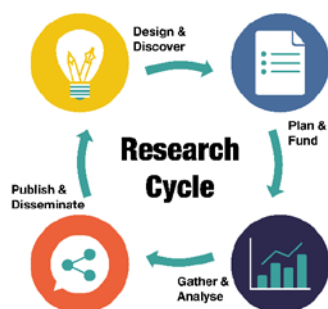 Design &
Discover
Plan &
Fund
Research
Cycle
Publish &
Disseminate
Gather &
Analyse